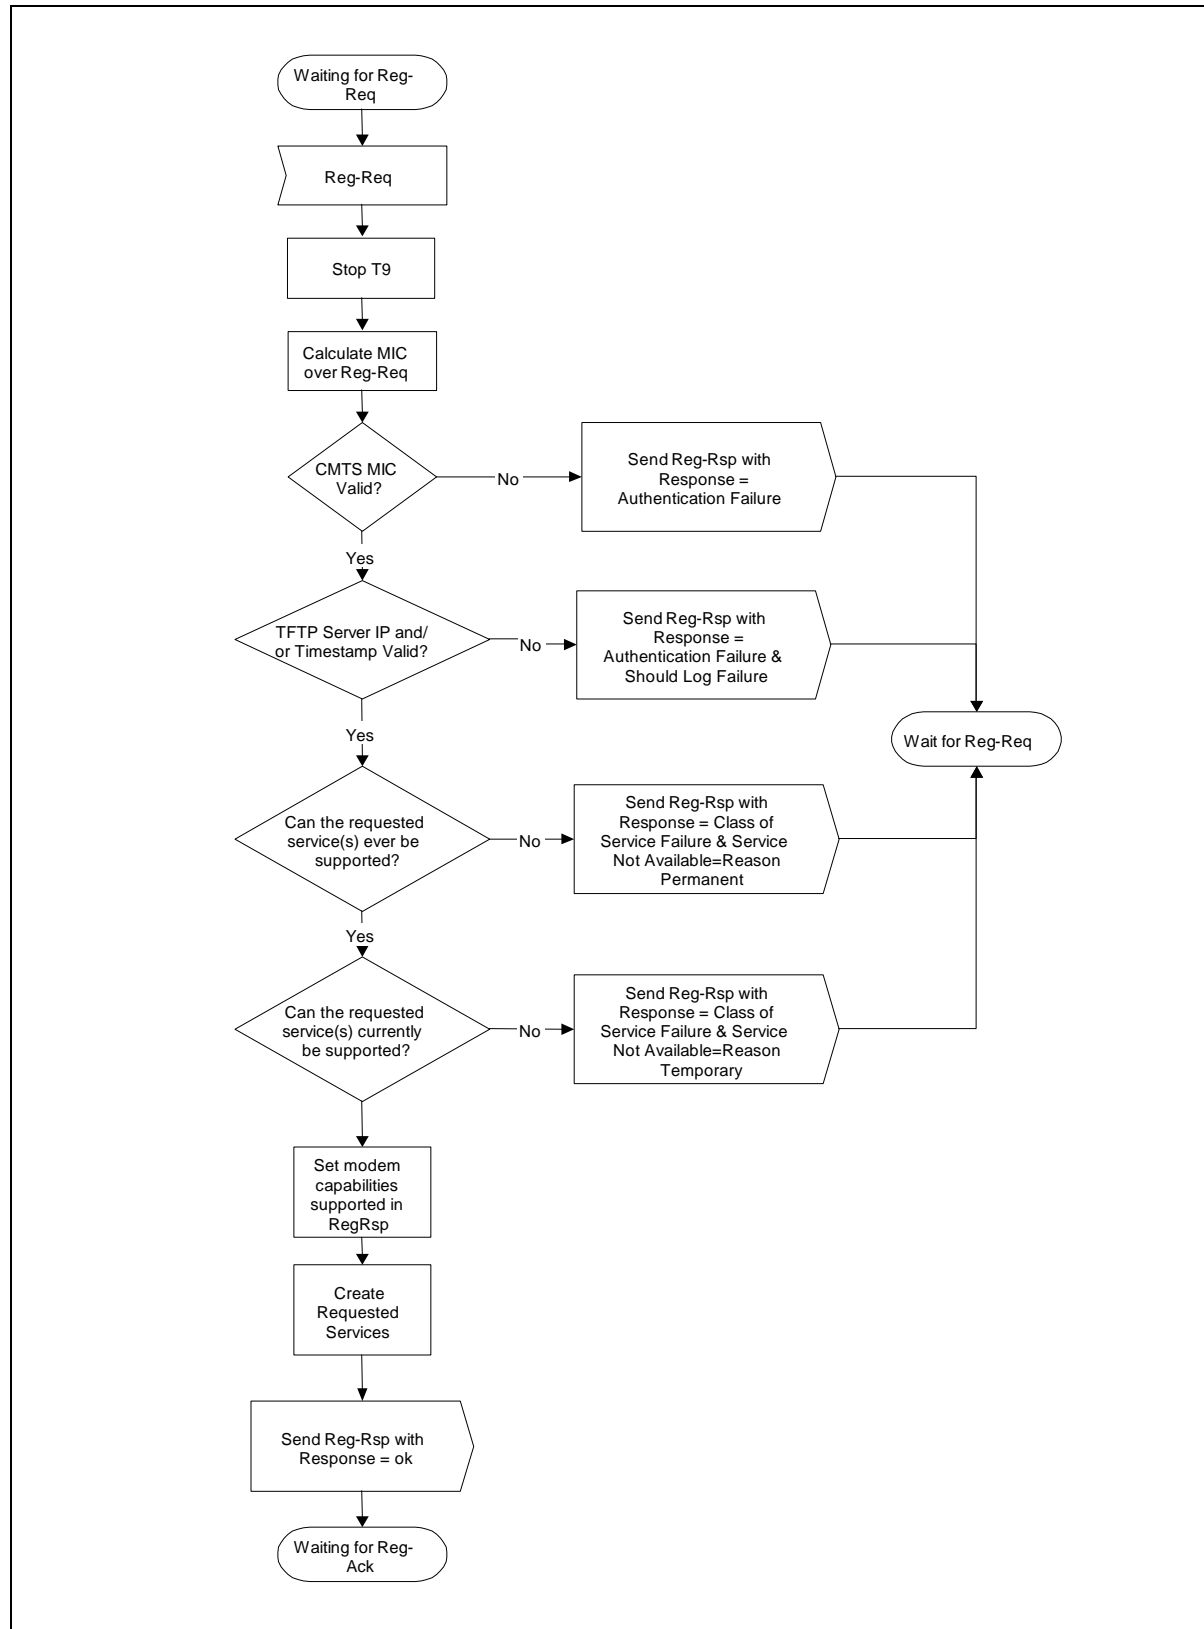 Waiting for Reg-
Req
Reg-Req
Stop T9
Calculate MIC
over Reg-Req
CMTS MIC
Valid?
No
Send Reg-Rsp with
Response =
Authentication Failure
Yes
TFTP Server IP and/
or Timestamp Valid?
No
Send Reg-Rsp with
Response =
Authentication Failure &
Should Log Failure
Wait for Reg-Req
Yes
Can the requested
service(s) ever be
supported?
No
Send Reg-Rsp with
Response = Class of
Service Failure & Service
Not Available=Reason
Permanent
Yes
Can the requested
service(s) currently
be supported?
No
Send Reg-Rsp with
Response = Class of
Service Failure & Service
Not Available=Reason
Temporary
Set modem
capabilities
supported in
RegRsp
Create
Requested
Services
Send Reg-Rsp with
Response = ok
Waiting for Reg-
Ack